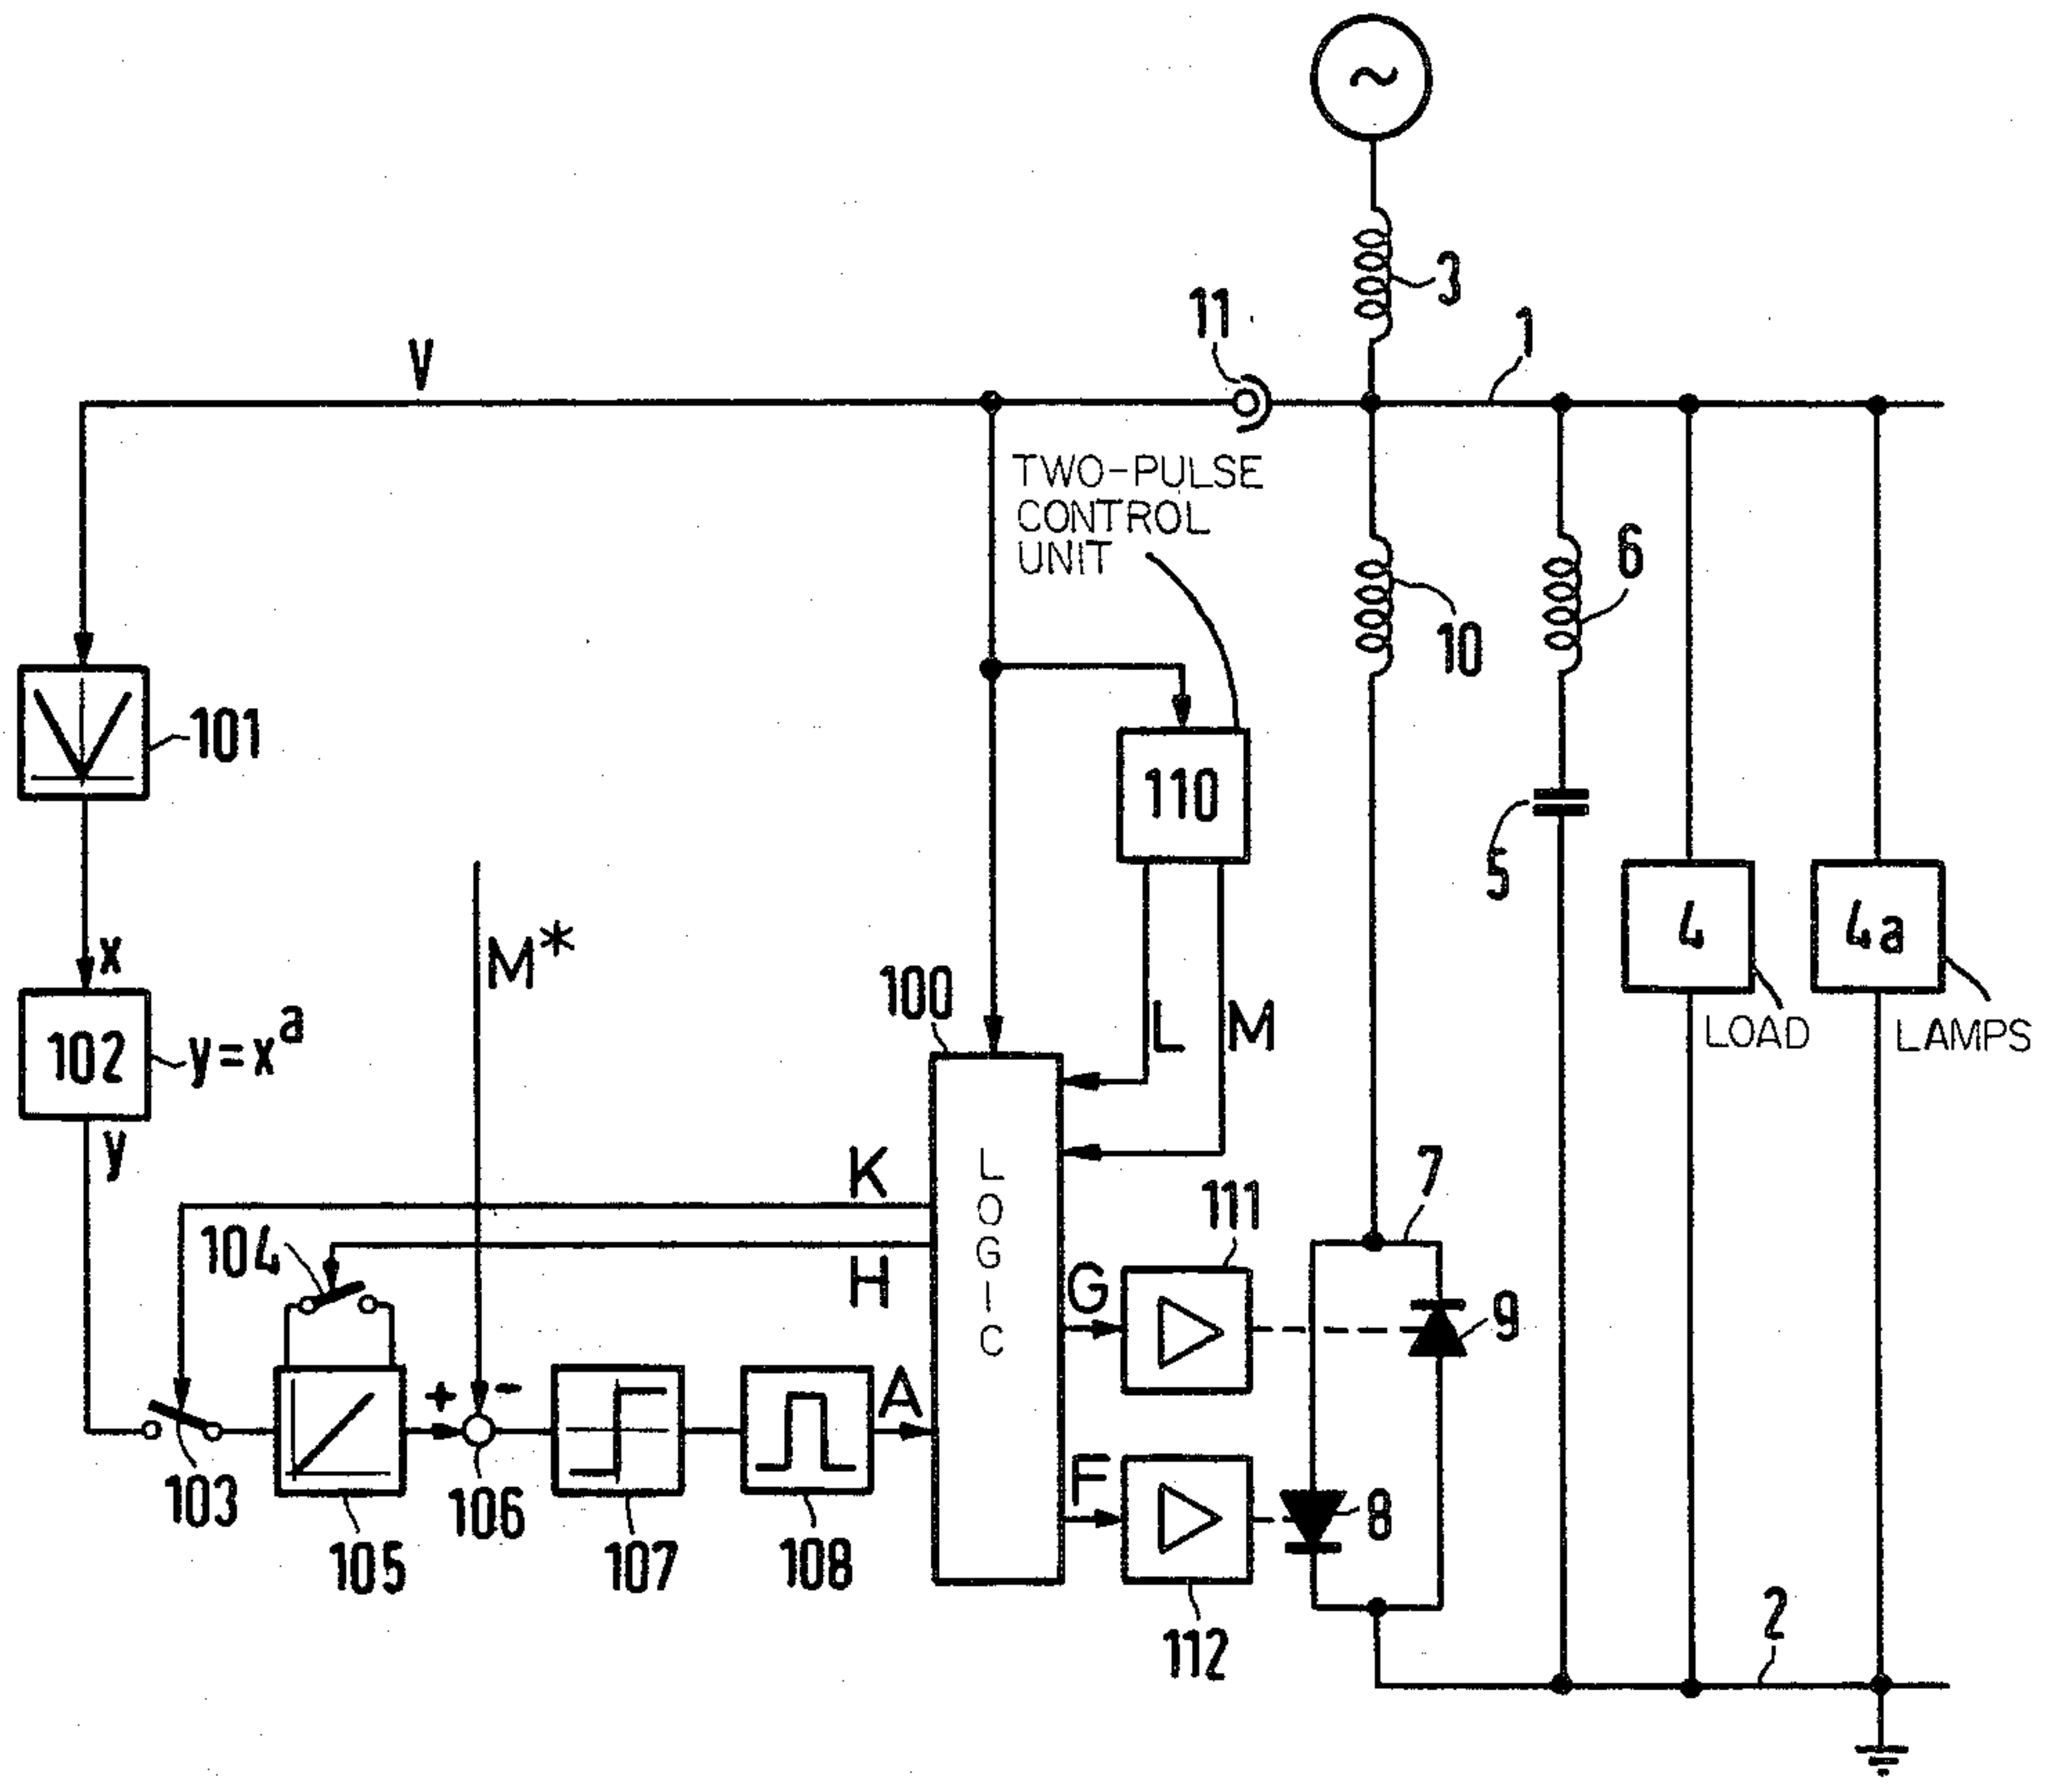 ~
3
11
1
V
TWO-PULSE
CONTROL
UNIT
6
10
101
110
5
x
M*
100
4
4a
L
M
102
y=x^a
LOAD
LAMPS
y
K
7
LOGIC
111
104
H
G
9
+
-
A
103
106
F
8
105
107
108
2
112